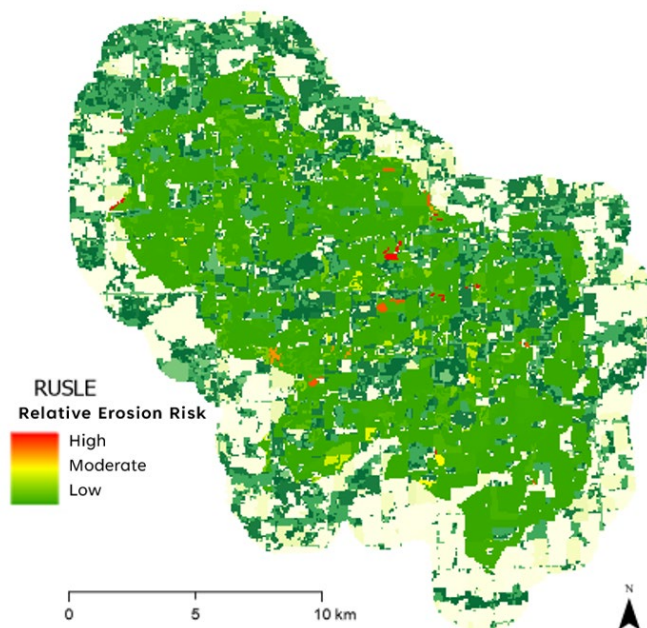 RUSLE
Relative Erosion Risk
High
Moderate
Low
0 5 10 km
N